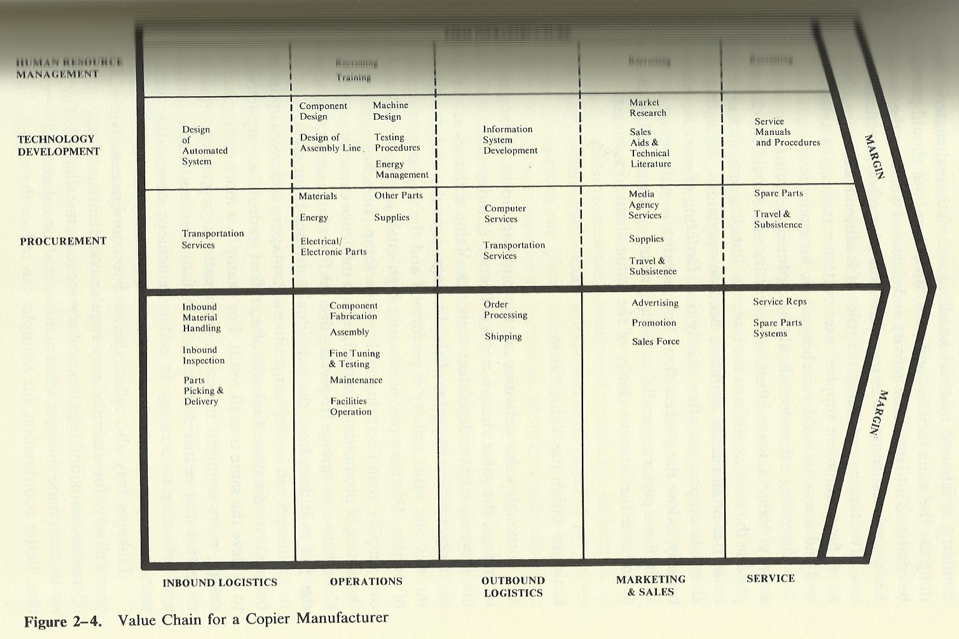 FIRM INFRASTRUCTURE
HUMAN RESOURCE
MANAGEMENT
Recruiting
Training
Recruiting
Recruiting
TECHNOLOGY
DEVELOPMENT
Design
of
Automated
System
Component
Design
Design of
Assembly Line
Machine
Design
Testing
Procedures
Energy
Management
Information
System
Development
Market
Research
Sales
Aids &
Technical
Literature
Service
Manuals
and Procedures
PROCUREMENT
Transportation
Services
Materials
Energy
Electrical/
Electronic Parts
Other Parts
Supplies
Computer
Services
Transportation
Services
Media
Agency
Services
Supplies
Travel &
Subsistence
Spare Parts
Travel &
Subsistence
MARGIN
Inbound
Material
Handling
Inbound
Inspection
Parts
Picking &
Delivery
Component
Fabrication
Assembly
Fine Tuning
& Testing
Maintenance
Facilities
Operation
Order
Processing
Shipping
Advertising
Promotion
Sales Force
Service Reps
Spare Parts
Systems
MARGIN
INBOUND LOGISTICS
OPERATIONS
OUTBOUND
LOGISTICS
MARKETING
& SALES
SERVICE
Figure 2–4. Value Chain for a Copier Manufacturer